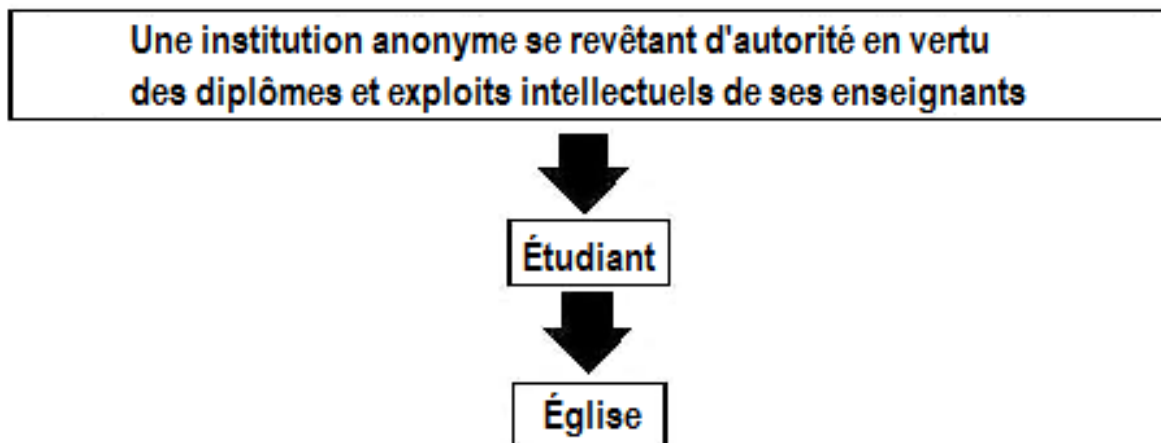 Une institution anonyme se revêtant d'autorité en vertu
des diplômes et exploits intellectuels de ses enseignants
Étudiant
Église